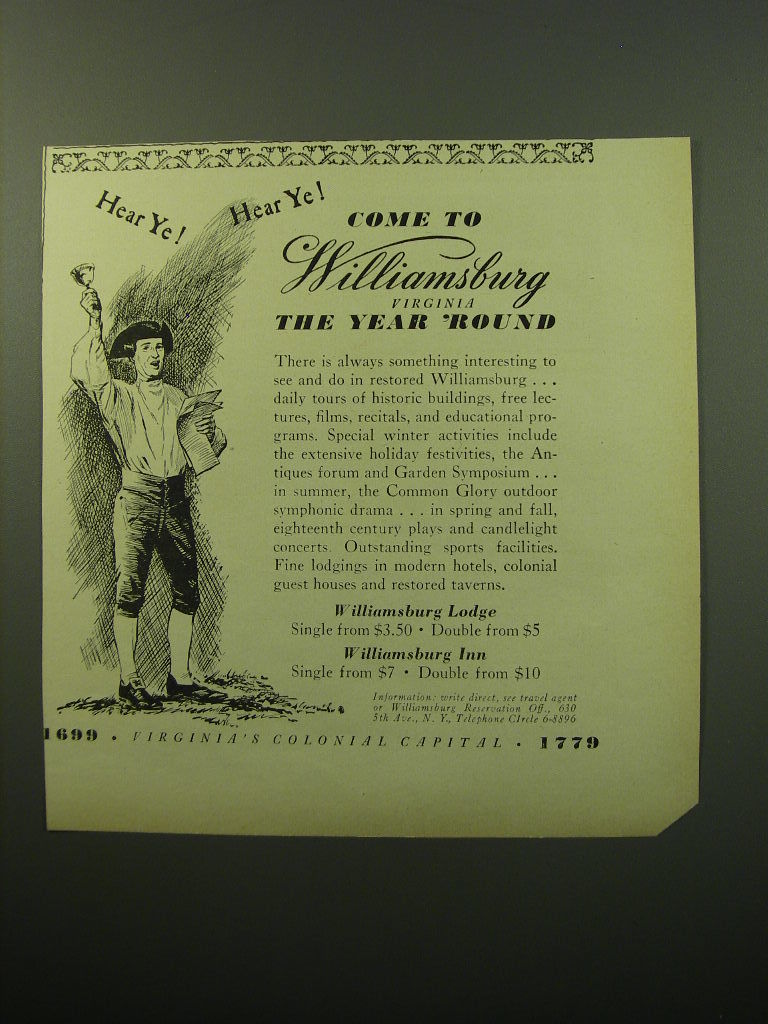 Hear Ye! Hear Ye!
COME TO
Williamsburg
VIRGINIA
THE YEAR 'ROUND
There is always something interesting to
see and do in restored Williamsburg . . .
daily tours of historic buildings, free lec-
tures, films, recitals, and educational pro-
grams. Special winter activities include
the extensive holiday festivities, the An-
tiques forum and Garden Symposium . . .
in summer, the Common Glory outdoor
symphonic drama . . . in spring and fall,
eighteenth century plays and candlelight
concerts. Outstanding sports facilities.
Fine lodgings in modern hotels, colonial
guest houses and restored taverns.
Williamsburg Lodge
Single from $3.50 • Double from $5
Williamsburg Inn
Single from $7 • Double from $10
Information: write direct, see travel agent
or Williamsburg Reservation Off., 630
5th Ave., N. Y., Telephone CIrcle 6-8896
1699 • VIRGINIA'S COLONIAL CAPITAL • 1779